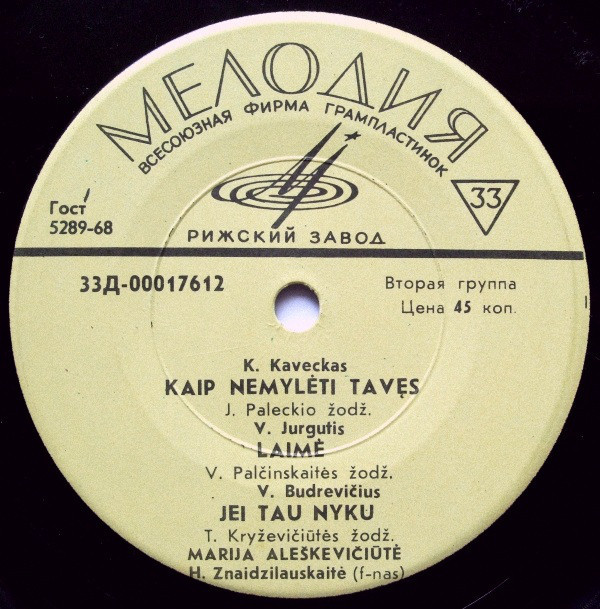 МЕЛОДИЯ
ВСЕСОЮЗНАЯ ФИРМА ГРАМПЛАСТИНОК
Гост
5289-68
33
РИЖСКИЙ ЗАВОД
33Д-00017612
Вторая группа
Цена 45 коп.
K. Kaveckas
KAIP NEMYLĖTI TAVĘS
J. Paleckio žodž.
V. Jurgutis
LAIMĖ
V. Palčinskaitės žodž.
V. Budrevičius
JEI TAU NYKU
T. Kryževičiūtės žodž.
MARIJA ALEŠKEVIČIŪTĖ
H. Znaidzilauskaitė (f-nas)